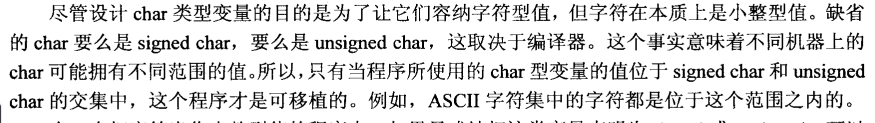 尽管设计 char 类型变量的目的是为了让它们容纳字符型值，但字符在本质上是小整型值。缺省
的 char 要么是 signed char，要么是 unsigned char，这取决于编译器。这个事实意味着不同机器上的
char 可能拥有不同范围的值。所以，只有当程序所使用的 char 型变量的值位于 signed char 和 unsigned
char 的交集中，这个程序才是可移植的。例如，ASCII 字符集中的字符都是位于这个范围之内的。